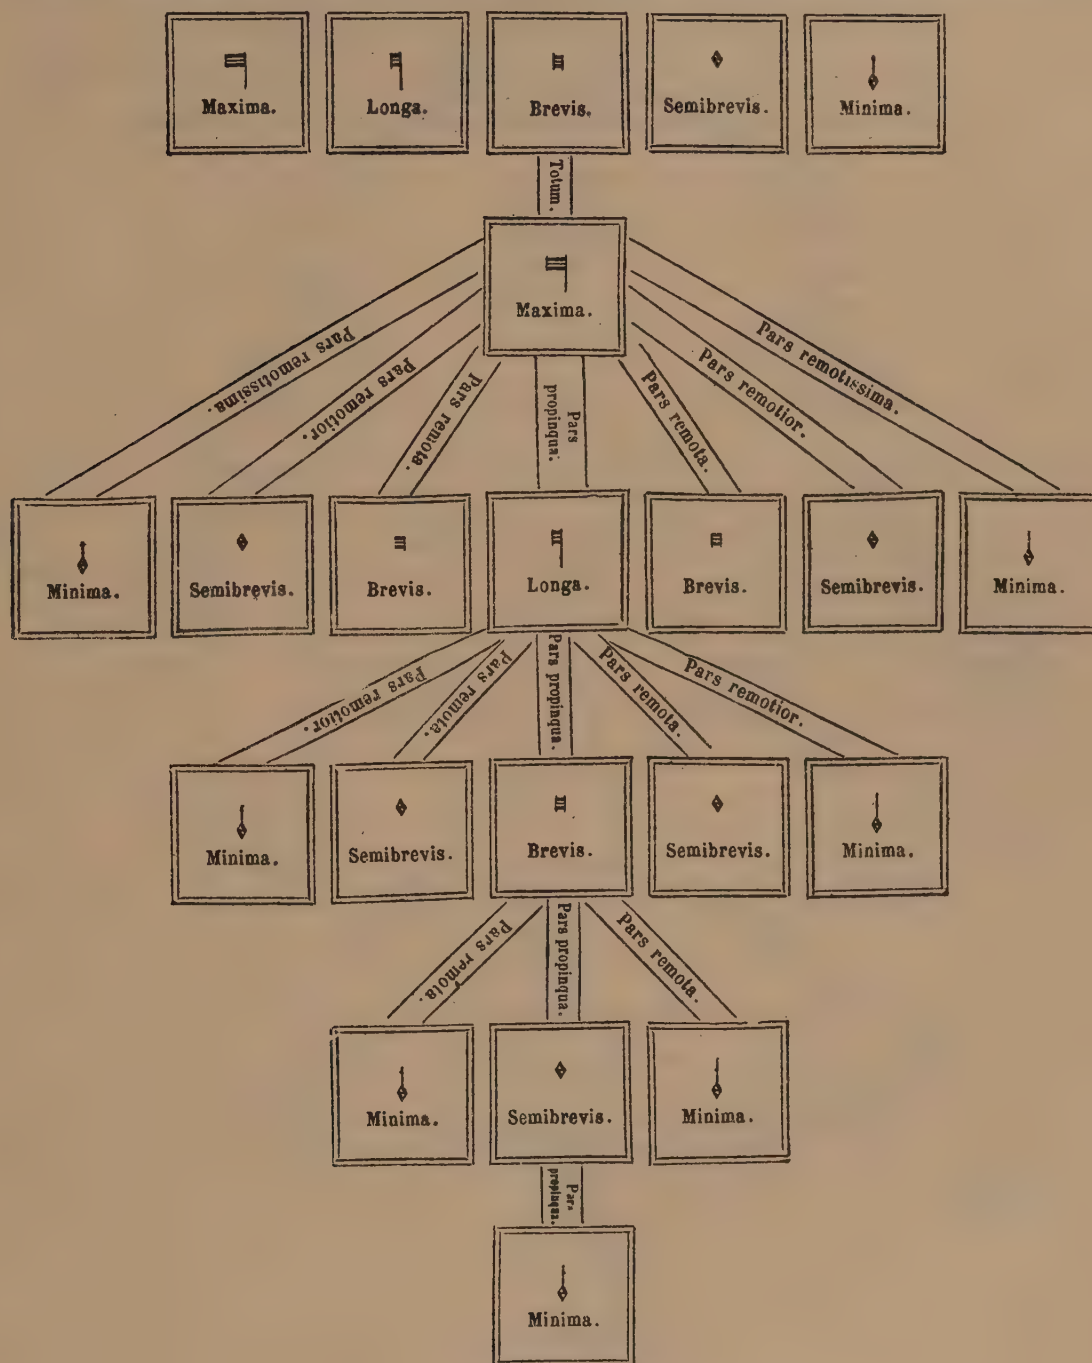 Maxima. Longa. Brevis. Semibrevis. Minima.
Totum.
Maxima.
Pars remotissima. Pars remotior. Pars remota. Pars propinqua. Pars remota. Pars remotior. Pars remotissima.
Minima. Semibrevis. Brevis. Longa. Brevis. Semibrevis. Minima.
Pars remotior. Pars remota. Pars propinqua. Pars remota. Pars remotior.
Minima. Semibrevis. Brevis. Semibrevis. Minima.
Pars remota. Pars propinqua. Pars remota.
Minima. Semibrevis. Minima.
Pars propinqua.
Minima.